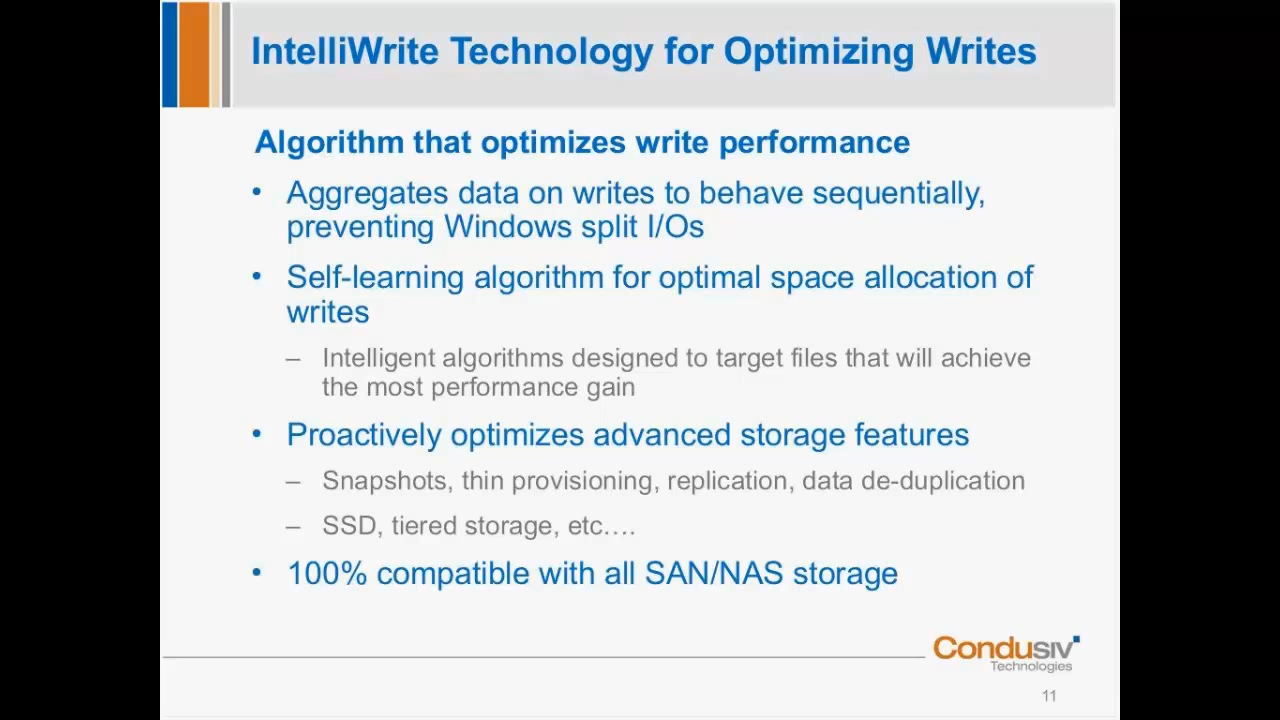 IntelliWrite Technology for Optimizing Writes
Algorithm that optimizes write performance
• Aggregates data on writes to behave sequentially,
preventing Windows split I/Os
• Self-learning algorithm for optimal space allocation of
writes
– Intelligent algorithms designed to target files that will achieve
the most performance gain
• Proactively optimizes advanced storage features
– Snapshots, thin provisioning, replication, data de-duplication
– SSD, tiered storage, etc….
• 100% compatible with all SAN/NAS storage
Condusiv
Technologies
11